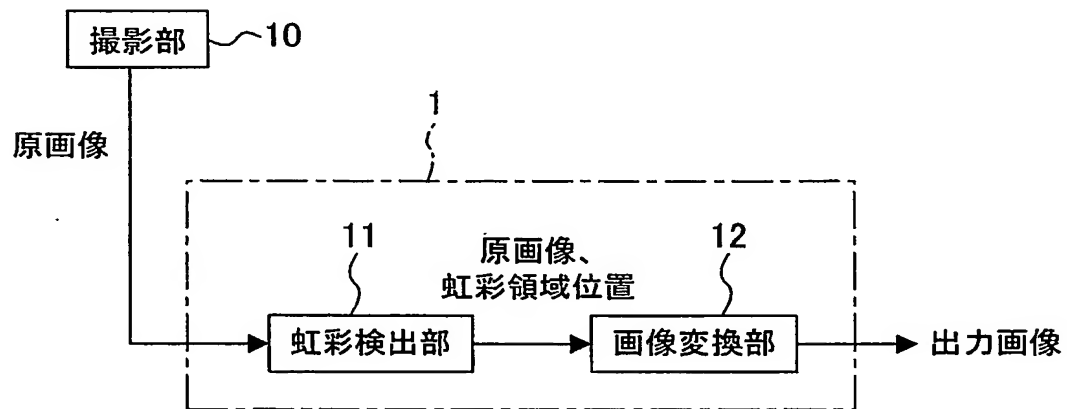 撮影部
10
原画像
1
11
原画像、
虹彩領域位置
12
虹彩検出部
画像変換部
出力画像